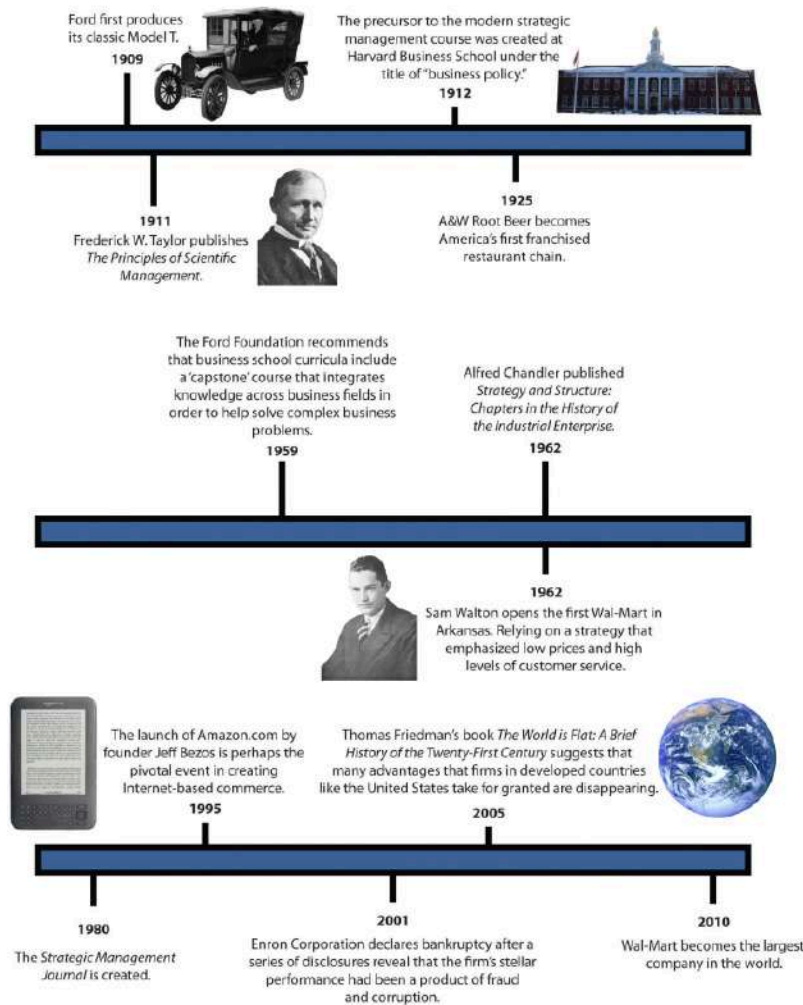 Ford first produces
its classic Model T.
1909
The precursor to the modern strategic
management course was created at
Harvard Business School under the
title of "business policy."
1912
1911
Frederick W. Taylor publishes
The Principles of Scientific
Management.
1925
A&W Root Beer becomes
America's first franchised
restaurant chain.
The Ford Foundation recommends
that business school curricula include
a 'capstone' course that integrates
knowledge across business fields in
order to help solve complex business
problems.
1959
Alfred Chandler published
Strategy and Structure:
Chapters in the History of
the Industrial Enterprise.
1962
1962
Sam Walton opens the first Wal-Mart in
Arkansas. Relying on a strategy that
emphasized low prices and high
levels of customer service.
The launch of Amazon.com by
founder Jeff Bezos is perhaps the
pivotal event in creating
Internet-based commerce.
1995
Thomas Friedman's book The World is Flat: A Brief
History of the Twenty-First Century suggests that
many advantages that firms in developed countries
like the United States take for granted are disappearing.
2005
1980
The Strategic Management
Journal is created.
2001
Enron Corporation declares bankruptcy after a
series of disclosures reveal that the firm's stellar
performance had been a product of fraud
and corruption.
2010
Wal-Mart becomes the largest
company in the world.